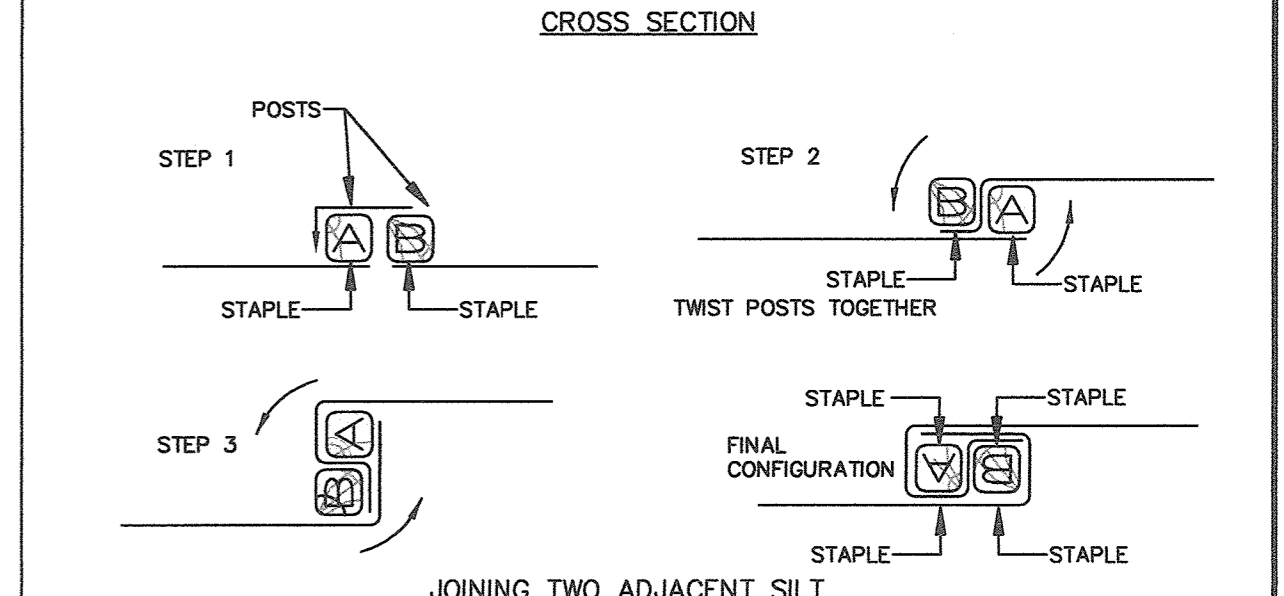 CROSS SECTION
POSTS
STEP 1
A B
STAPLE STAPLE
STEP 2
B A
STAPLE
STAPLE
TWIST POSTS TOGETHER
STEP 3
A
B
STAPLE STAPLE
FINAL
CONFIGURATION
A B
STAPLE STAPLE
JOINING TWO ADJACENT SILT